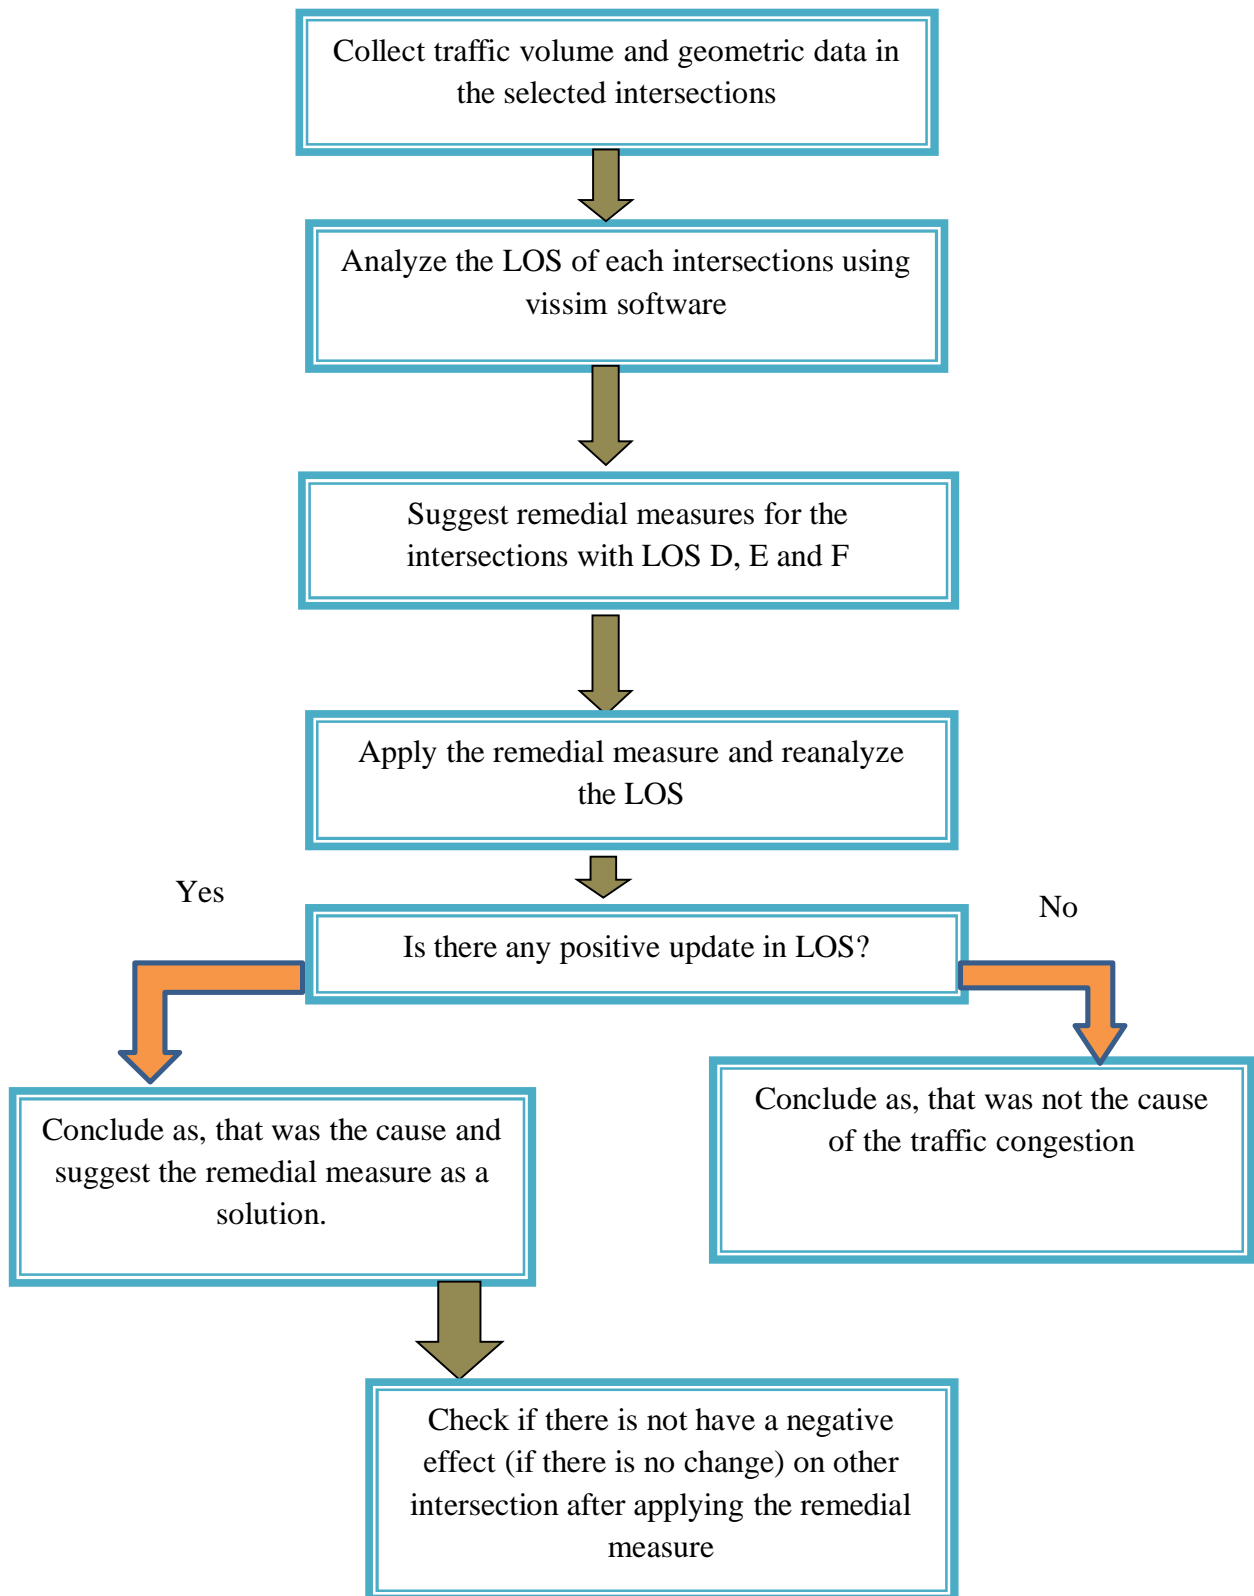 Collect traffic volume and geometric data in
the selected intersections
Analyze the LOS of each intersections using
vissim software
Suggest remedial measures for the
intersections with LOS D, E and F
Apply the remedial measure and reanalyze
the LOS
Yes
No
Is there any positive update in LOS?
Conclude as, that was the cause and
suggest the remedial measure as a
solution.
Conclude as, that was not the cause
of the traffic congestion
Check if there is not have a negative
effect (if there is no change) on other
intersection after applying the remedial
measure